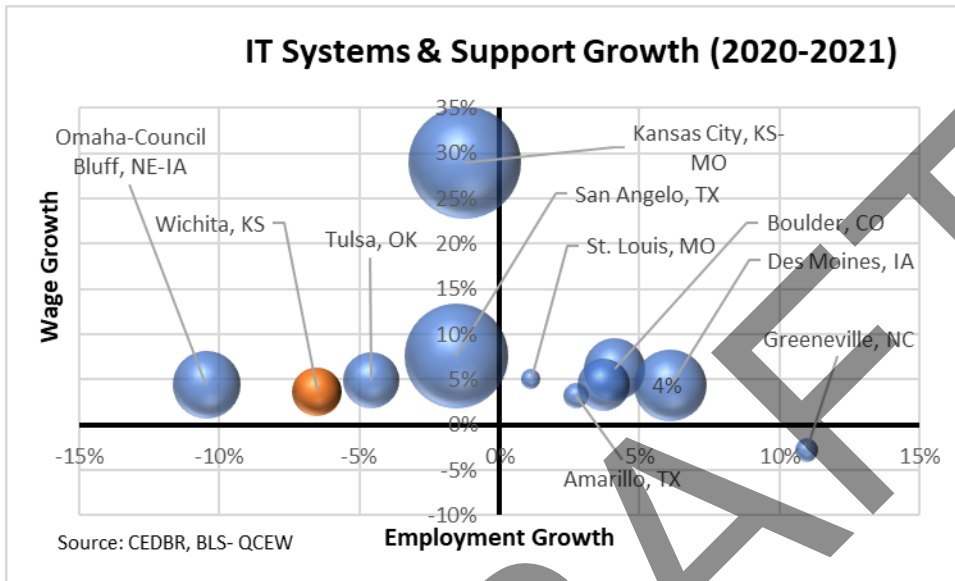 IT Systems & Support Growth (2020-2021)
35%
30%
25%
20%
15%
10%
5%
0%
-5%
-10%
-15%
-10%
-5%
0%
5%
10%
15%
Wage Growth
Employment Growth
Omaha-Council
Bluff, NE-IA
Wichita, KS
Tulsa, OK
Kansas City, KS-
MO
San Angelo, TX
St. Louis, MO
Boulder, CO
Des Moines, IA
Greeneville, NC
4%
Amarillo, TX
Source: CEDBR, BLS- QCEW
DRAFT